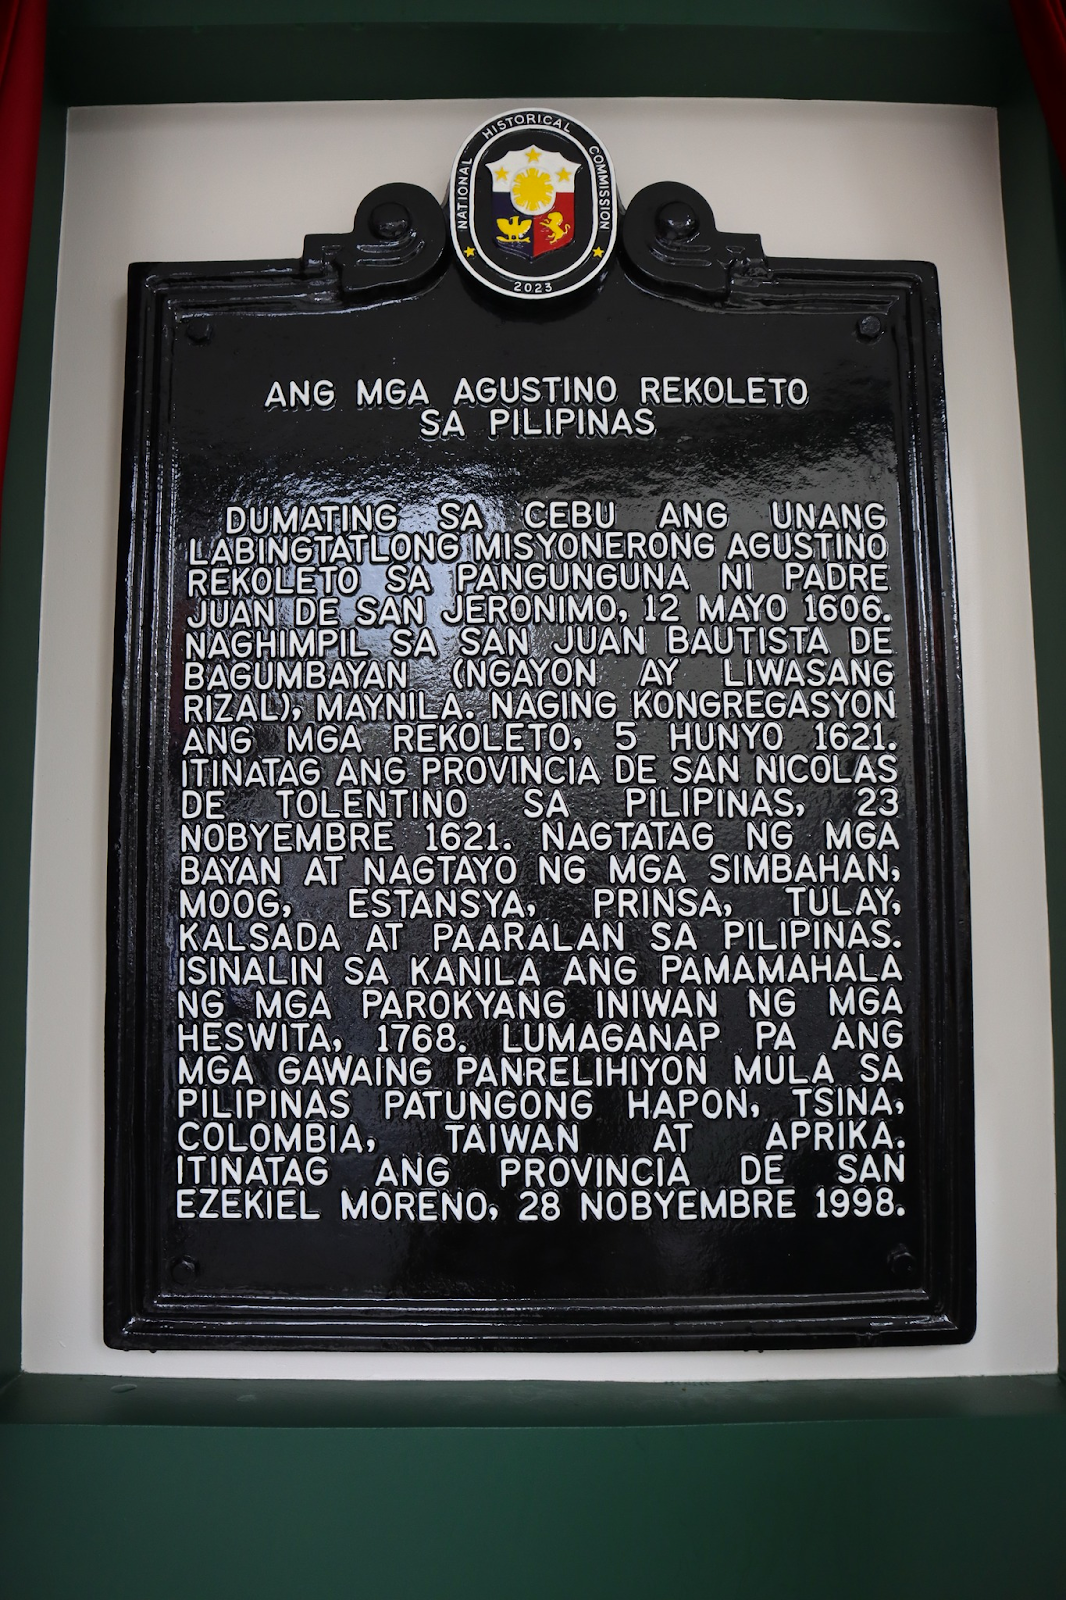 NATIONAL HISTORICAL COMMISSION
2023
ANG MGA AGUSTINO REKOLETO
SA PILIPINAS
DUMATING SA CEBU ANG UNANG
LABINGTATLONG MISYONERONG AGUSTINO
REKOLETO SA PANGUNGUNA NI PADRE
JUAN DE SAN JERONIMO, 12 MAYO 1606.
NAGHIMPIL SA SAN JUAN BAUTISTA DE
BAGUMBAYAN (NGAYON AY LIWASANG
RIZAL), MAYNILA. NAGING KONGREGASYON
ANG MGA REKOLETO, 5 HUNYO 1621.
ITINATAG ANG PROVINCIA DE SAN NICOLAS
DE TOLENTINO SA PILIPINAS, 23
NOBYEMBRE 1621. NAGTATAG NG MGA
BAYAN AT NAGTAYO NG MGA SIMBAHAN,
MOOG, ESTANSYA, PRINSA, TULAY,
KALSADA AT PAARALAN SA PILIPINAS.
ISINALIN SA KANILA ANG PAMAMAHALA
NG MGA PAROKYANG INIWAN NG MGA
HESWITA, 1768. LUMAGANAP PA ANG
MGA GAWAING PANRELIHIYON MULA SA
PILIPINAS PATUNGONG HAPON, TSINA,
COLOMBIA, TAIWAN AT APRIKA.
ITINATAG ANG PROVINCIA DE SAN
EZEKIEL MORENO, 28 NOBYEMBRE 1998.